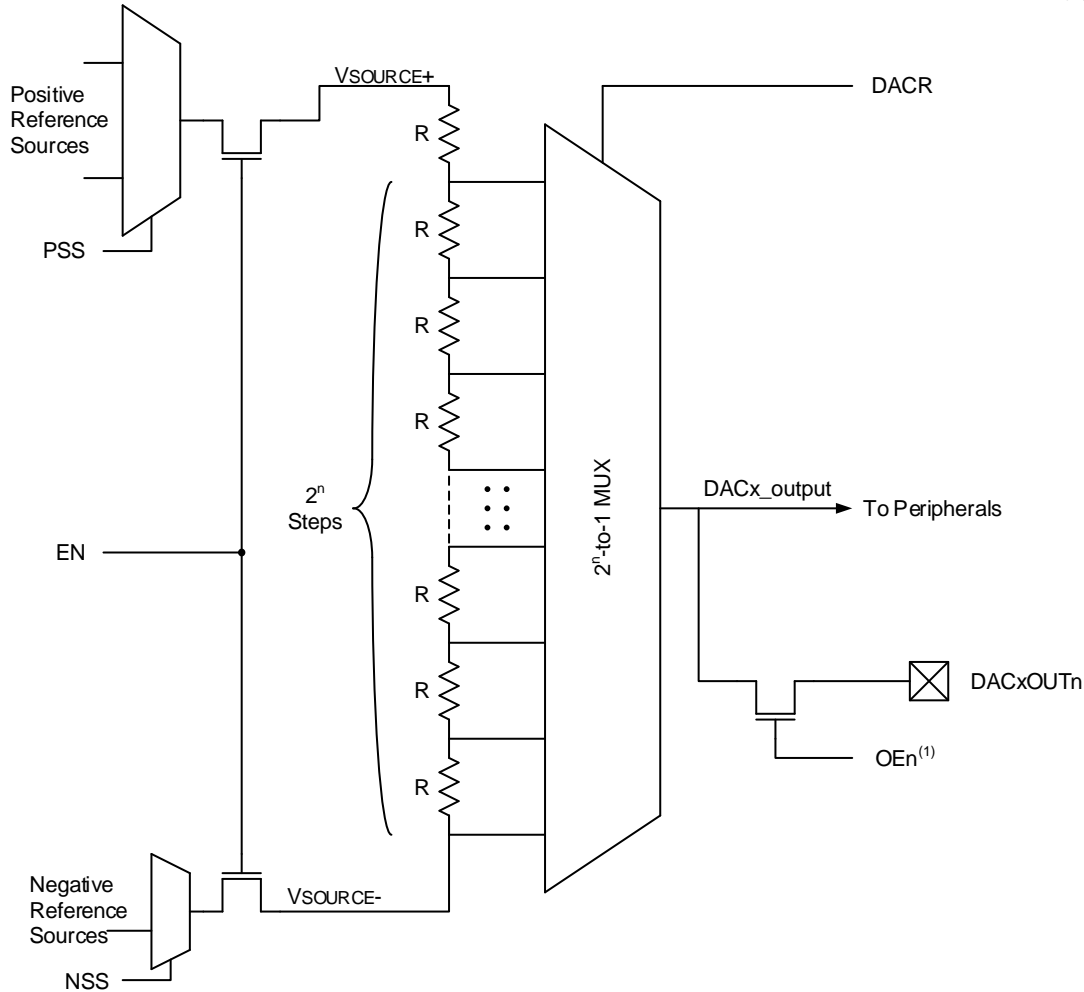 Positive
Reference
Sources
PSS
VSOURCE+
DACR
R
R
R
R
2ⁿ
Steps
2ⁿ-to-1 MUX
DACx_output
To Peripherals
EN
R
R
R
DACxOUTn
OEn⁽¹⁾
Negative
Reference
Sources
VSOURCE-
NSS